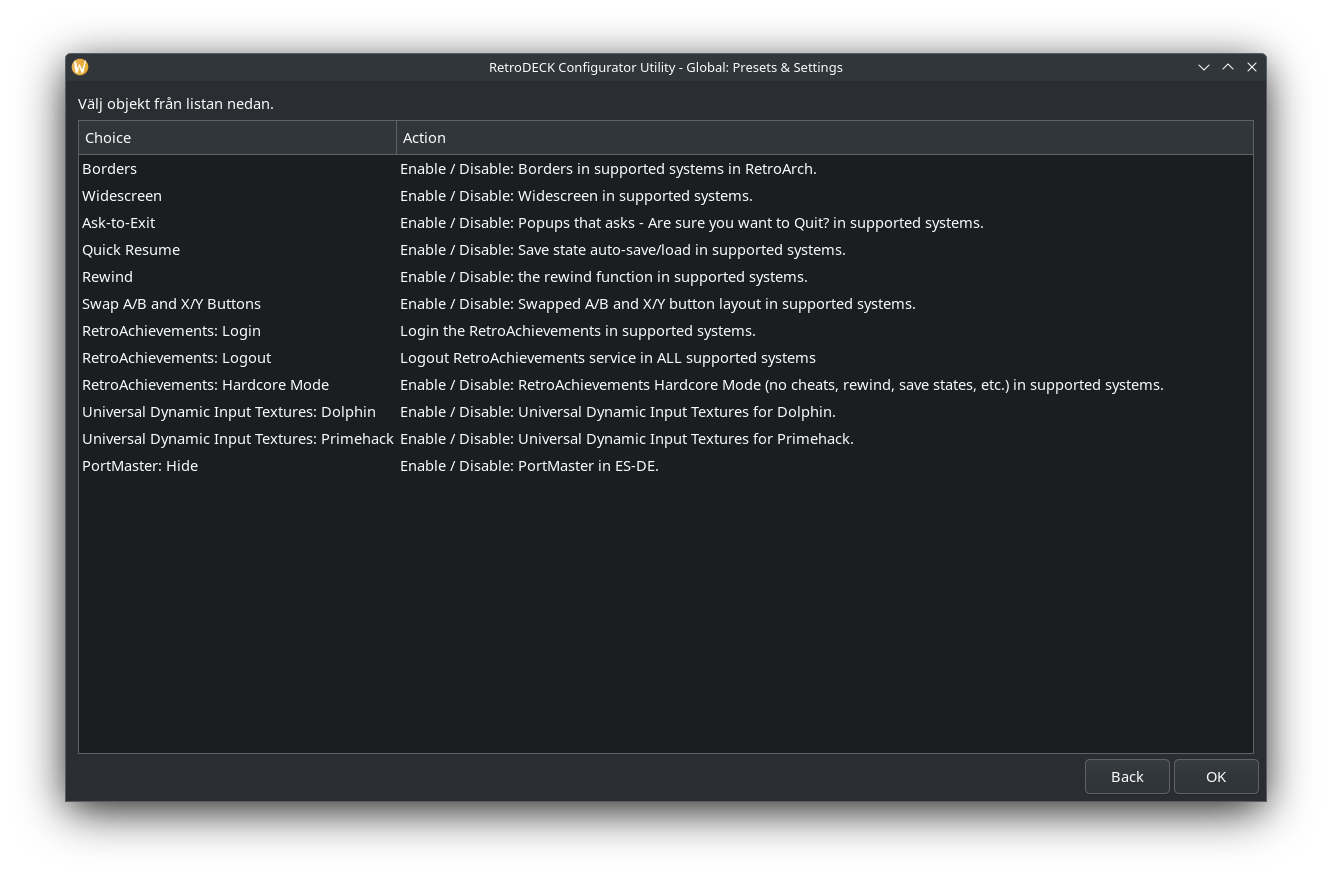 RetroDECK Configurator Utility - Global: Presets & Settings
Välj objekt från listan nedan.
Choice Action
Borders Enable / Disable: Borders in supported systems in RetroArch.
Widescreen Enable / Disable: Widescreen in supported systems.
Ask-to-Exit Enable / Disable: Popups that asks - Are sure you want to Quit? in supported systems.
Quick Resume Enable / Disable: Save state auto-save/load in supported systems.
Rewind Enable / Disable: the rewind function in supported systems.
Swap A/B and X/Y Buttons Enable / Disable: Swapped A/B and X/Y button layout in supported systems.
RetroAchievements: Login Login the RetroAchievements in supported systems.
RetroAchievements: Logout Logout RetroAchievements service in ALL supported systems
RetroAchievements: Hardcore Mode Enable / Disable: RetroAchievements Hardcore Mode (no cheats, rewind, save states, etc.) in supported systems.
Universal Dynamic Input Textures: Dolphin Enable / Disable: Universal Dynamic Input Textures for Dolphin.
Universal Dynamic Input Textures: Primehack Enable / Disable: Universal Dynamic Input Textures for Primehack.
PortMaster: Hide Enable / Disable: PortMaster in ES-DE.
Back OK